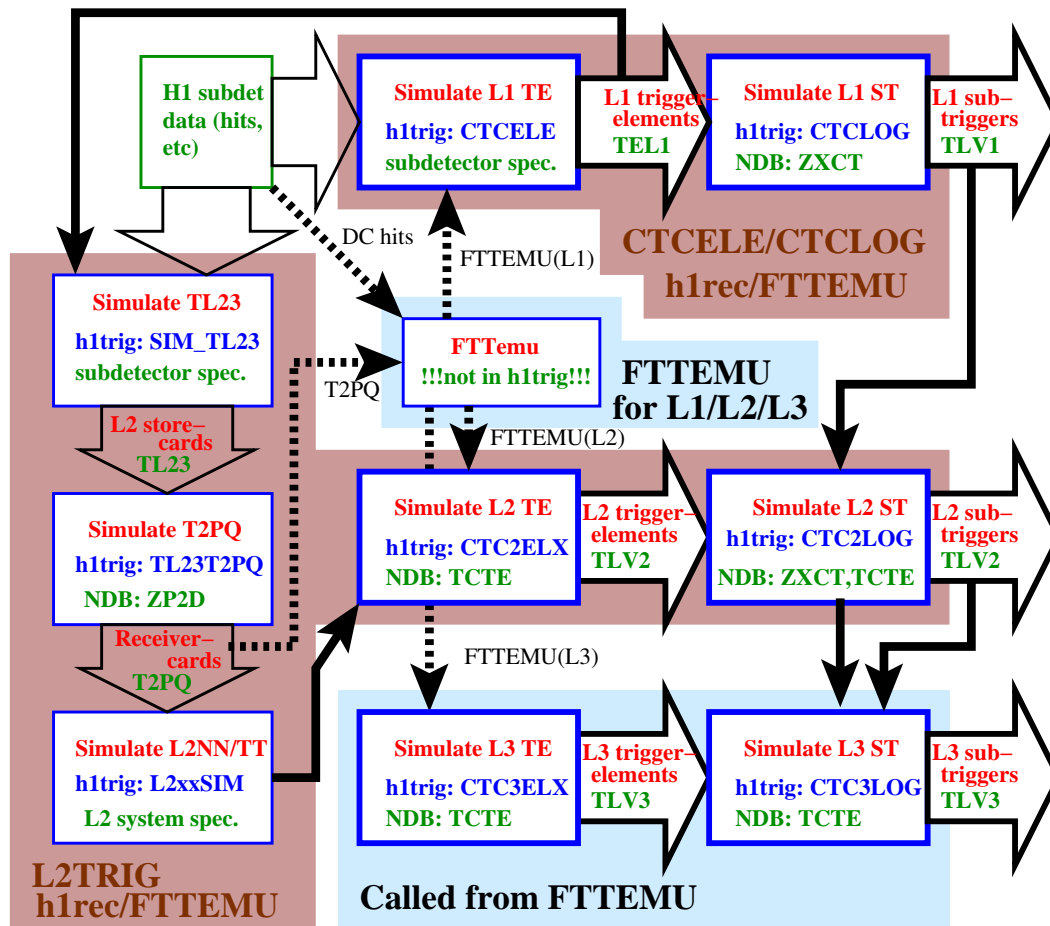 H1 subdet
data (hits,
etc)
Simulate L1 TE
h1trig: CTCELE
subdetector spec.
L1 trigger–
elements
TEL1
Simulate L1 ST
h1trig: CTCLOG
NDB: ZXCT
L1 sub–
triggers
TLV1
DC hits
FTTEMU(L1)
CTCELE/CTCLOG
h1rec/FTTEMU
Simulate TL23
h1trig: SIM_TL23
subdetector spec.
T2PQ
FTTemu
!!!not in h1trig!!!
FTTEMU
for L1/L2/L3
L2 store–
cards
TL23
FTTEMU(L2)
Simulate T2PQ
h1trig: TL23T2PQ
NDB: ZP2D
Simulate L2 TE
h1trig: CTC2ELX
NDB: TCTE
L2 trigger–
elements
TLV2
Simulate L2 ST
h1trig: CTC2LOG
NDB: ZXCT,TCTE
L2 sub–
triggers
TLV2
Receiver–
cards
T2PQ
FTTEMU(L3)
Simulate L2NN/TT
h1trig: L2xxSIM
L2 system spec.
Simulate L3 TE
h1trig: CTC3ELX
NDB: TCTE
L3 trigger–
elements
TLV3
Simulate L3 ST
h1trig: CTC3LOG
NDB: TCTE
L3 sub–
triggers
TLV3
L2TRIG
h1rec/FTTEMU
Called from FTTEMU